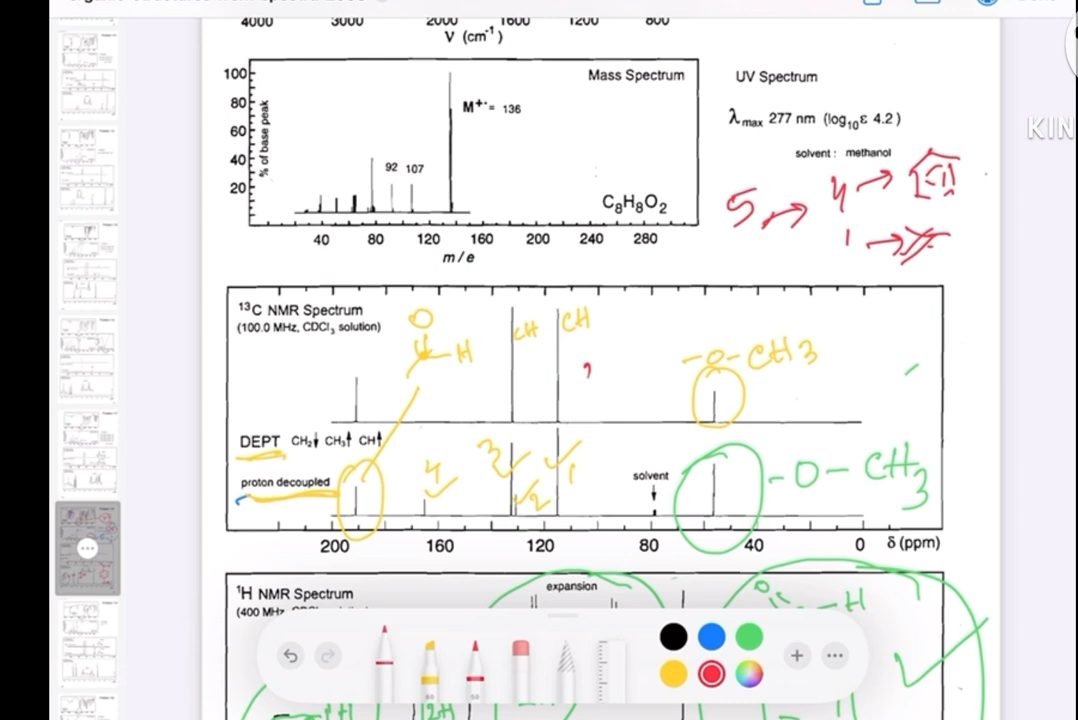 4000 3000 2000 1600 1200 800
V (cm⁻¹)
100
80
60
40
20
% of base peak
Mass Spectrum
M⁺· = 136
92 107
C₈H₈O₂
40 80 120 160 200 240 280
m/e
UV Spectrum
λmax 277 nm (log₁₀ε 4.2)
solvent : methanol
KIN
5 → 4 →
1 →
¹³C NMR Spectrum
(100.0 MHz, CDCl₃ solution)
O
H
CH CH
-O-CH3
DEPT CH₂↓ CH₃↑ CH↑
proton decoupled
4 3 2 1
solvent
-O-CH3
200 160 120 80 40 0 δ (ppm)
¹H NMR Spectrum
(400 MHz
expansion
H
2H